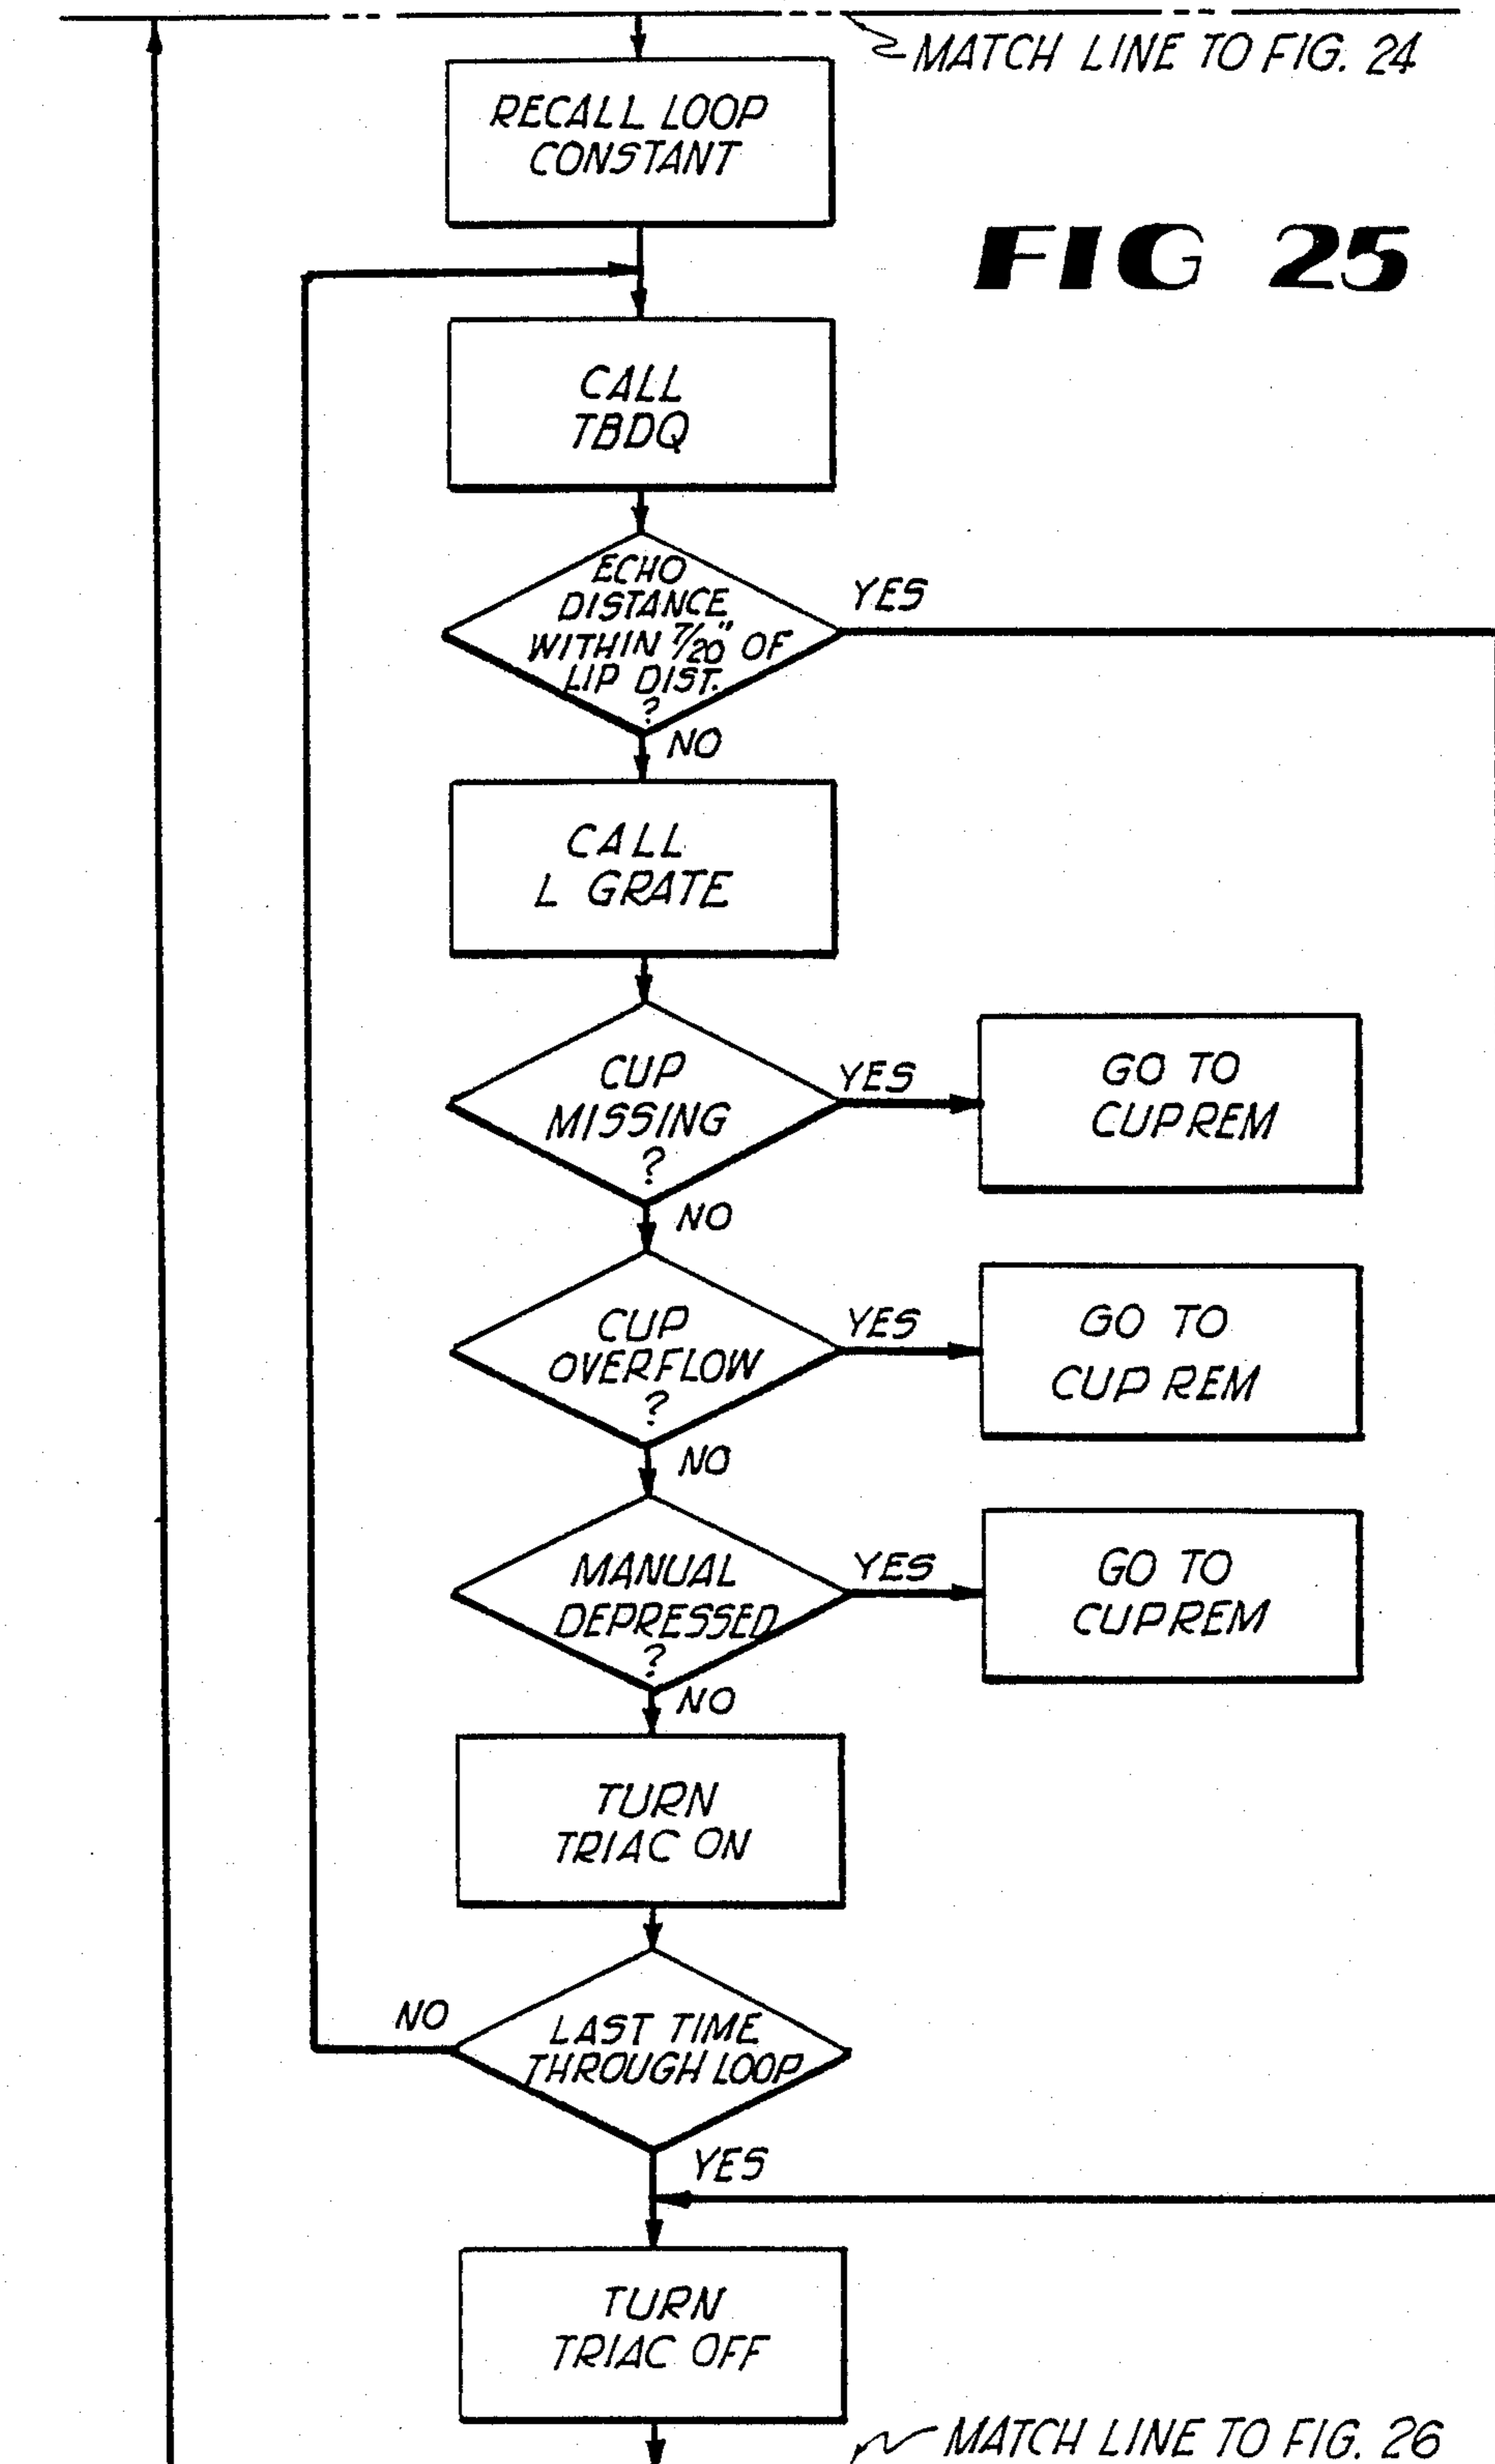 MATCH LINE TO FIG. 24
RECALL LOOP
CONSTANT
FIG 25
CALL
TBDQ
ECHO
DISTANCE
WITHIN 7/20" OF
LIP DIST.
?
YES
NO
CALL
L GRATE
CUP
MISSING
?
YES
GO TO
CUPREM
NO
CUP
OVERFLOW
?
YES
GO TO
CUP REM
NO
MANUAL
DEPRESSED
?
YES
GO TO
CUPREM
NO
TURN
TRIAC ON
NO
LAST TIME
THROUGH LOOP
YES
TURN
TRIAC OFF
MATCH LINE TO FIG. 26